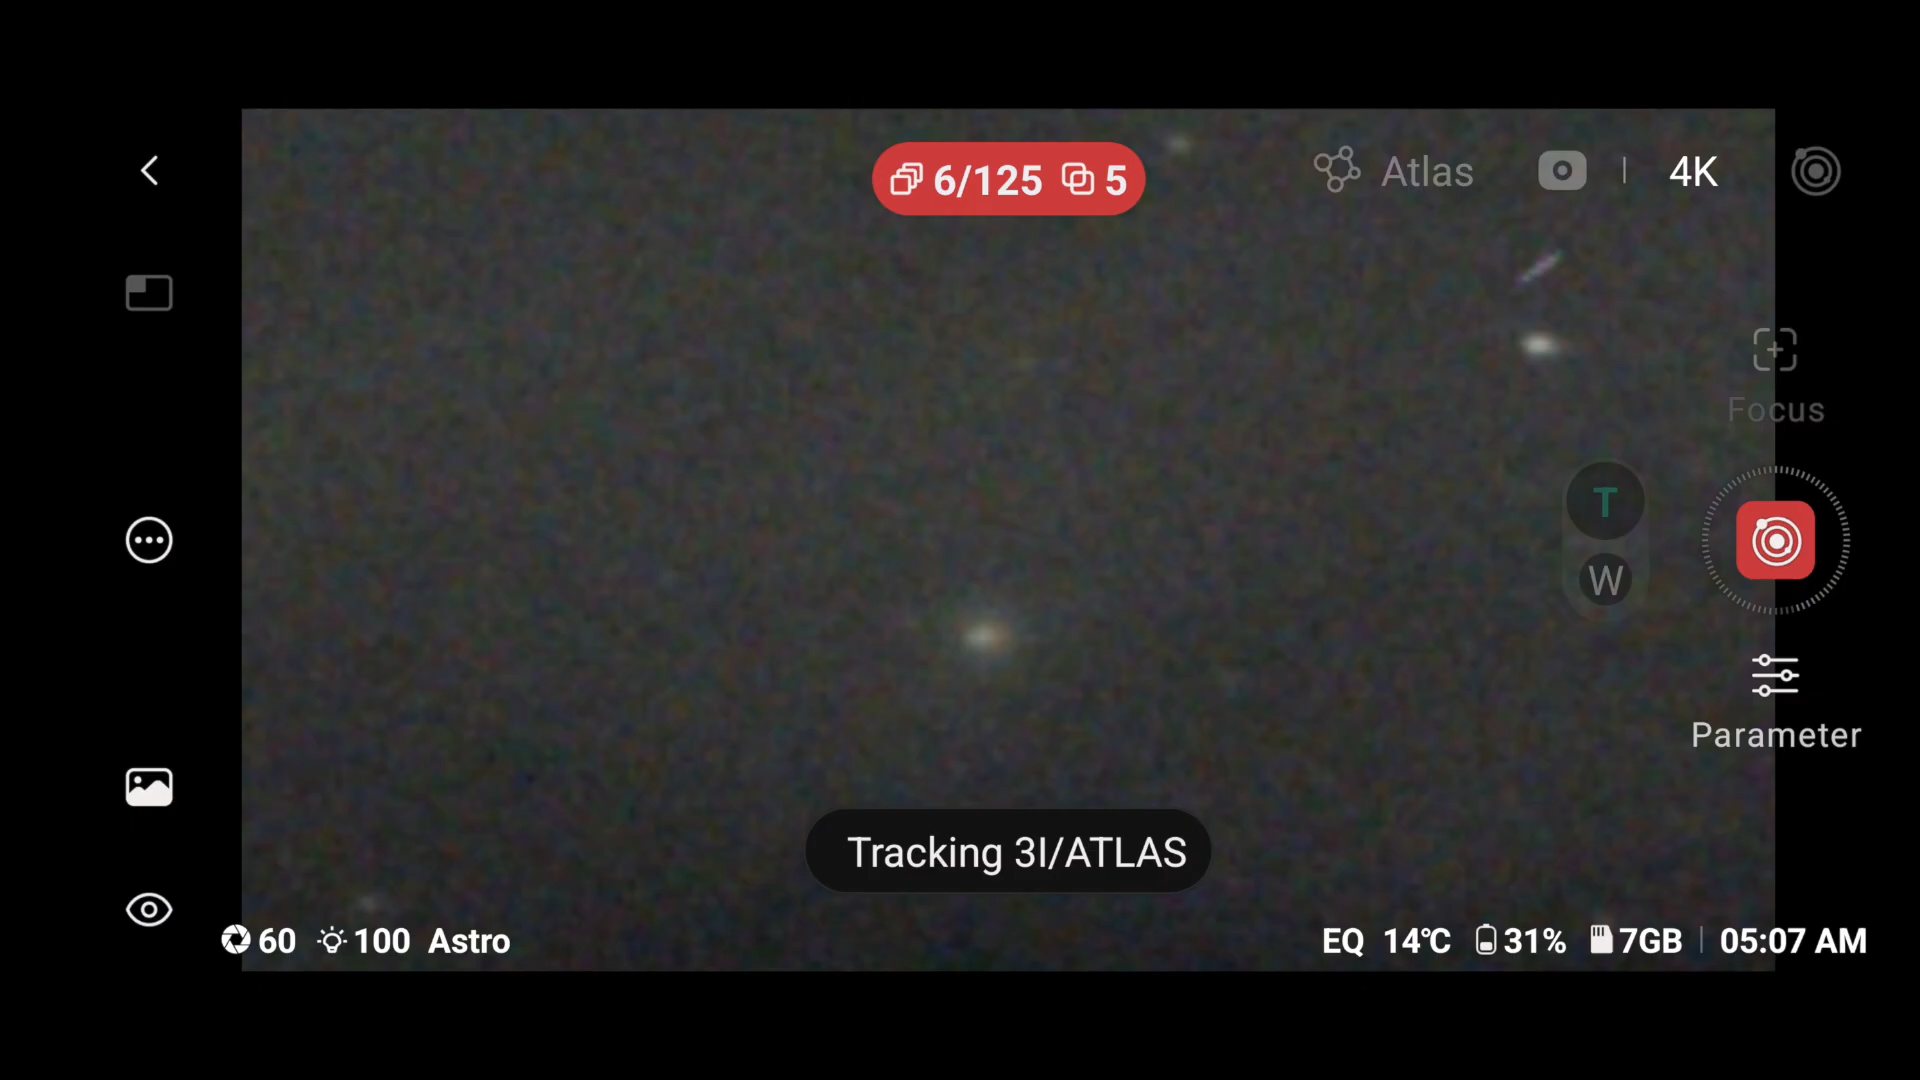 6/125 5
Atlas
4K
Focus
T
W
Parameter
Tracking 3I/ATLAS
60 100 Astro
EQ 14℃ 31% 7GB 05:07 AM